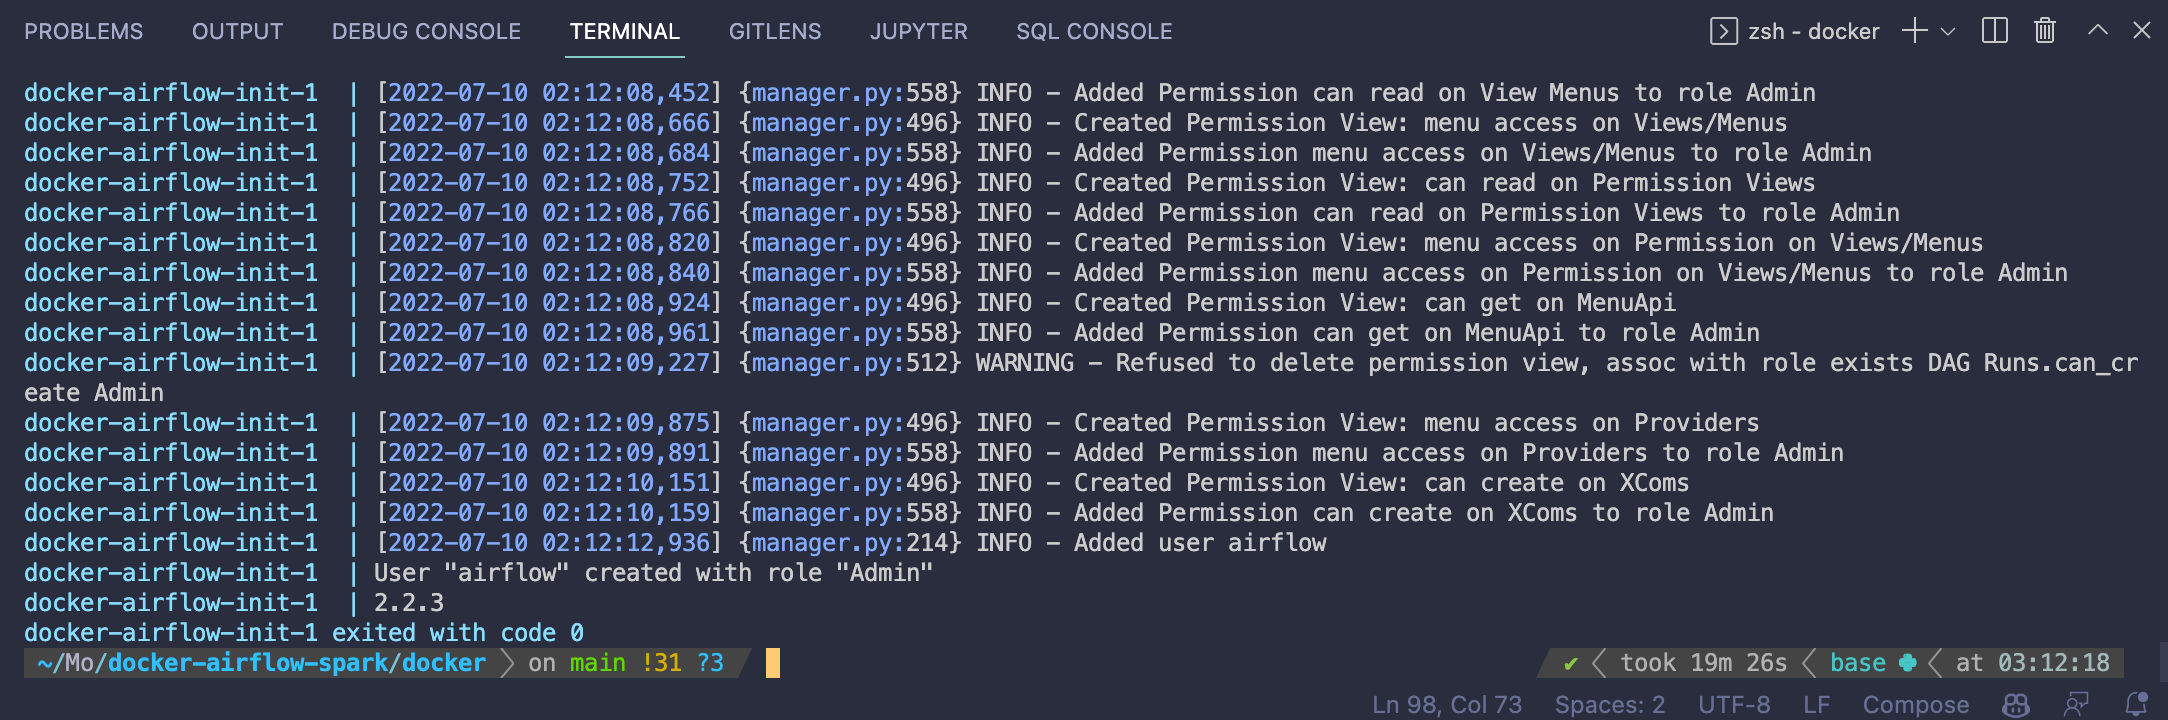 PROBLEMS OUTPUT DEBUG CONSOLE TERMINAL GITLENS JUPYTER SQL CONSOLE zsh - docker
docker-airflow-init-1 | [2022-07-10 02:12:08,452] {manager.py:558} INFO - Added Permission can read on View Menus to role Admin
docker-airflow-init-1 | [2022-07-10 02:12:08,666] {manager.py:496} INFO - Created Permission View: menu access on Views/Menus
docker-airflow-init-1 | [2022-07-10 02:12:08,684] {manager.py:558} INFO - Added Permission menu access on Views/Menus to role Admin
docker-airflow-init-1 | [2022-07-10 02:12:08,752] {manager.py:496} INFO - Created Permission View: can read on Permission Views
docker-airflow-init-1 | [2022-07-10 02:12:08,766] {manager.py:558} INFO - Added Permission can read on Permission Views to role Admin
docker-airflow-init-1 | [2022-07-10 02:12:08,820] {manager.py:496} INFO - Created Permission View: menu access on Permission on Views/Menus
docker-airflow-init-1 | [2022-07-10 02:12:08,840] {manager.py:558} INFO - Added Permission menu access on Permission on Views/Menus to role Admin
docker-airflow-init-1 | [2022-07-10 02:12:08,924] {manager.py:496} INFO - Created Permission View: can get on MenuApi
docker-airflow-init-1 | [2022-07-10 02:12:08,961] {manager.py:558} INFO - Added Permission can get on MenuApi to role Admin
docker-airflow-init-1 | [2022-07-10 02:12:09,227] {manager.py:512} WARNING - Refused to delete permission view, assoc with role exists DAG Runs.can_cr
eate Admin
docker-airflow-init-1 | [2022-07-10 02:12:09,875] {manager.py:496} INFO - Created Permission View: menu access on Providers
docker-airflow-init-1 | [2022-07-10 02:12:09,891] {manager.py:558} INFO - Added Permission menu access on Providers to role Admin
docker-airflow-init-1 | [2022-07-10 02:12:10,151] {manager.py:496} INFO - Created Permission View: can create on XComs
docker-airflow-init-1 | [2022-07-10 02:12:10,159] {manager.py:558} INFO - Added Permission can create on XComs to role Admin
docker-airflow-init-1 | [2022-07-10 02:12:12,936] {manager.py:214} INFO - Added user airflow
docker-airflow-init-1 | User "airflow" created with role "Admin"
docker-airflow-init-1 | 2.2.3
docker-airflow-init-1 exited with code 0
~/Mo/docker-airflow-spark/docker on main !31 ?3 ✔ took 19m 26s base at 03:12:18
Ln 98, Col 73 Spaces: 2 UTF-8 LF Compose